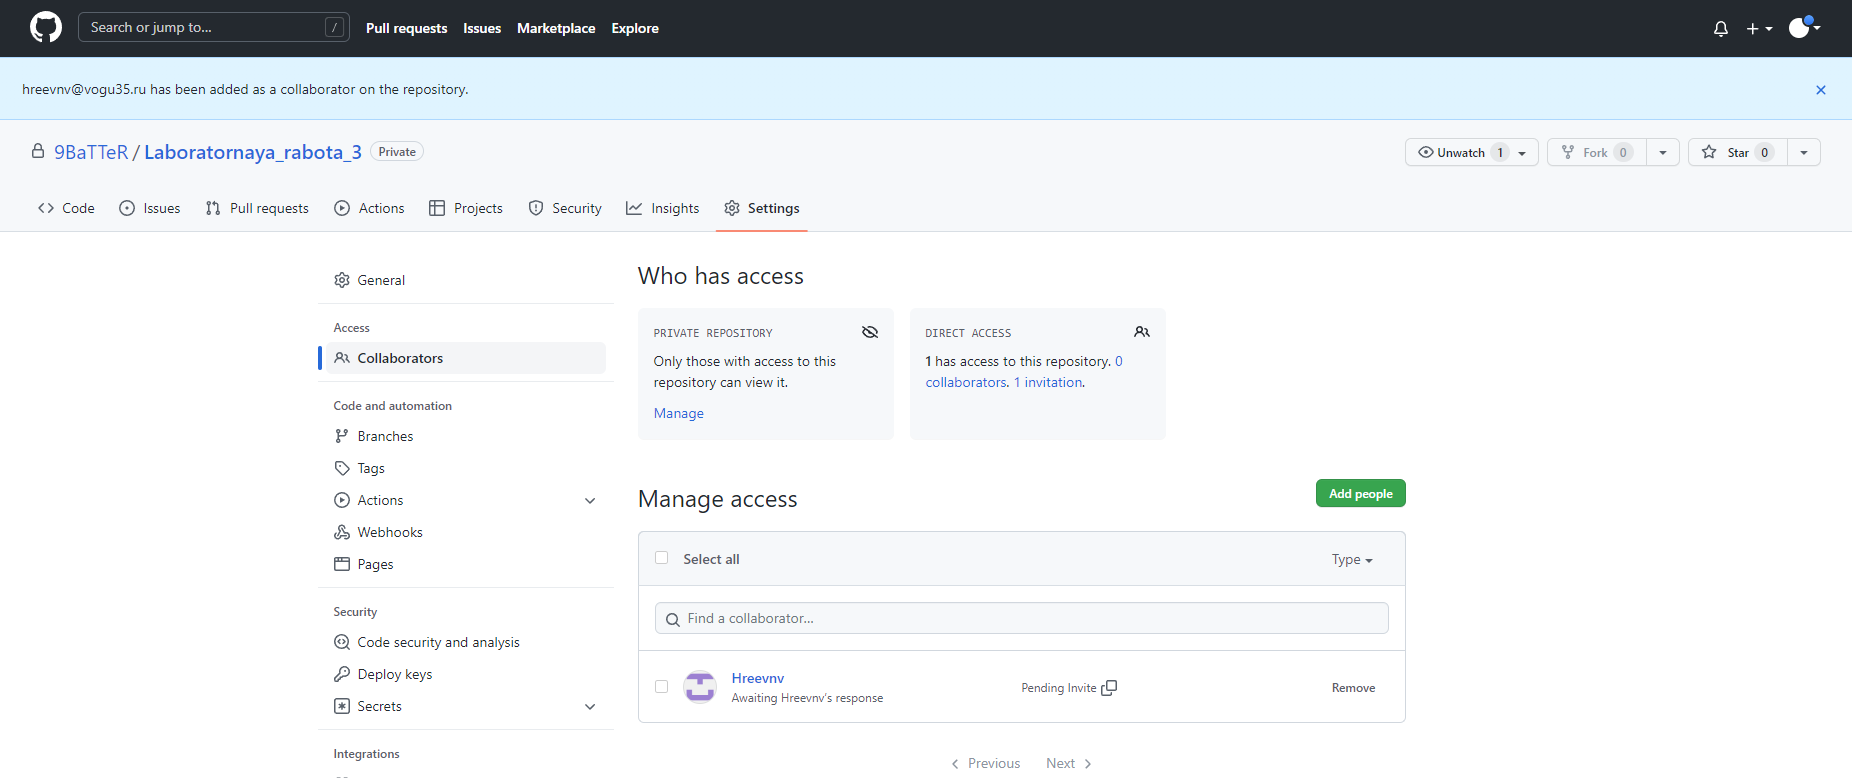 Search or jump to... / Pull requests Issues Marketplace Explore
hreevnv@vogu35.ru has been added as a collaborator on the repository.
9BaTTeR / Laboratornaya_rabota_3 Private Unwatch 1 Fork 0 Star 0
Code Issues Pull requests Actions Projects Security Insights Settings
General
Access
Collaborators
Code and automation
Branches
Tags
Actions
Webhooks
Pages
Security
Code security and analysis
Deploy keys
Secrets
Integrations
Who has access
PRIVATE REPOSITORY
Only those with access to this
repository can view it.
Manage
DIRECT ACCESS
1 has access to this repository. 0
collaborators. 1 invitation.
Manage access
Add people
Select all Type
Find a collaborator...
Hreevnv
Awaiting Hreevnv's response
Pending Invite
Remove
Previous Next